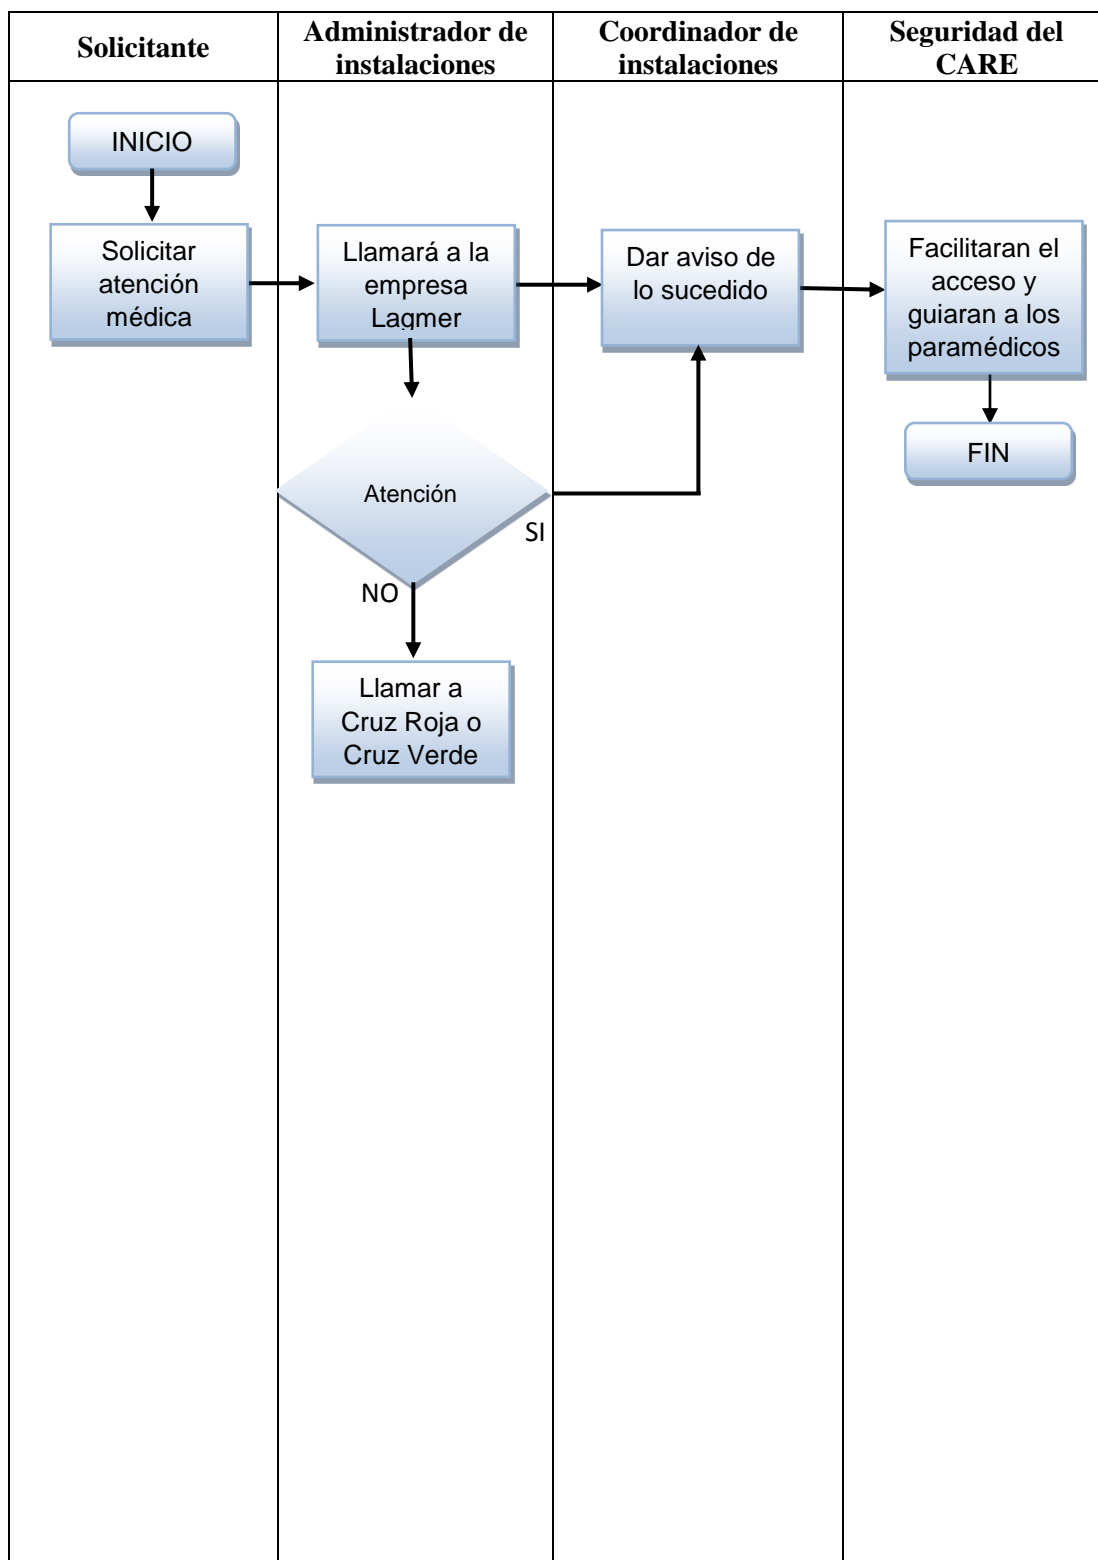 Solicitante
Administrador de
instalaciones
Coordinador de
instalaciones
Seguridad del
CARE
INICIO
Solicitar
atención
médica
Llamará a la
empresa
Lagmer
Dar aviso de
lo sucedido
Facilitaran el
acceso y
guiaran a los
paramédicos
FIN
Atención
SI
NO
Llamar a
Cruz Roja o
Cruz Verde